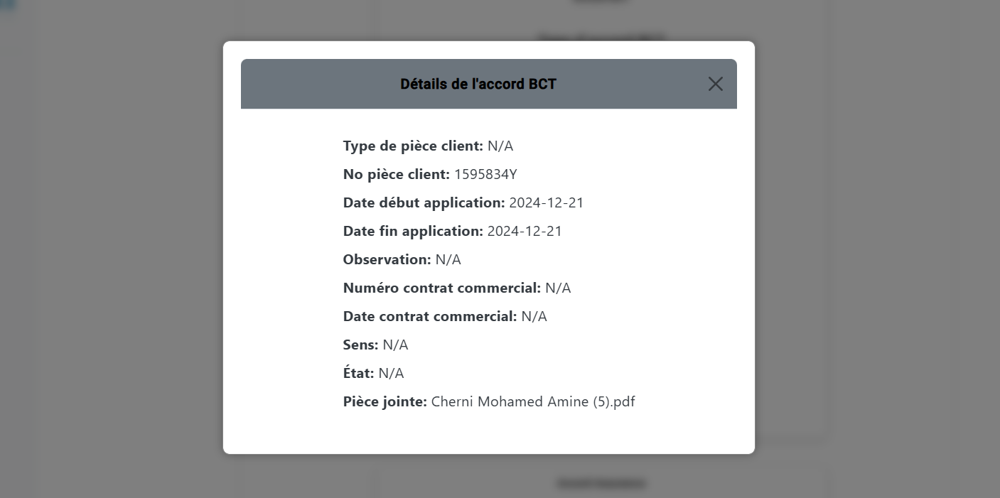 Détails de l'accord BCT
Type de pièce client: N/A
No pièce client: 1595834Y
Date début application: 2024-12-21
Date fin application: 2024-12-21
Observation: N/A
Numéro contrat commercial: N/A
Date contrat commercial: N/A
Sens: N/A
État: N/A
Pièce jointe: Cherni Mohamed Amine (5).pdf